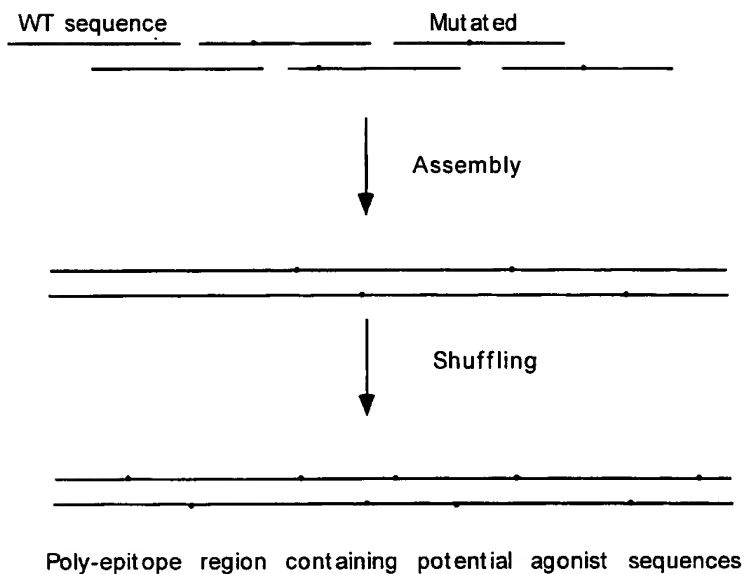 WT sequence
Mutated
Assembly
Shuffling
Poly-epitope region containing potential agonist sequences